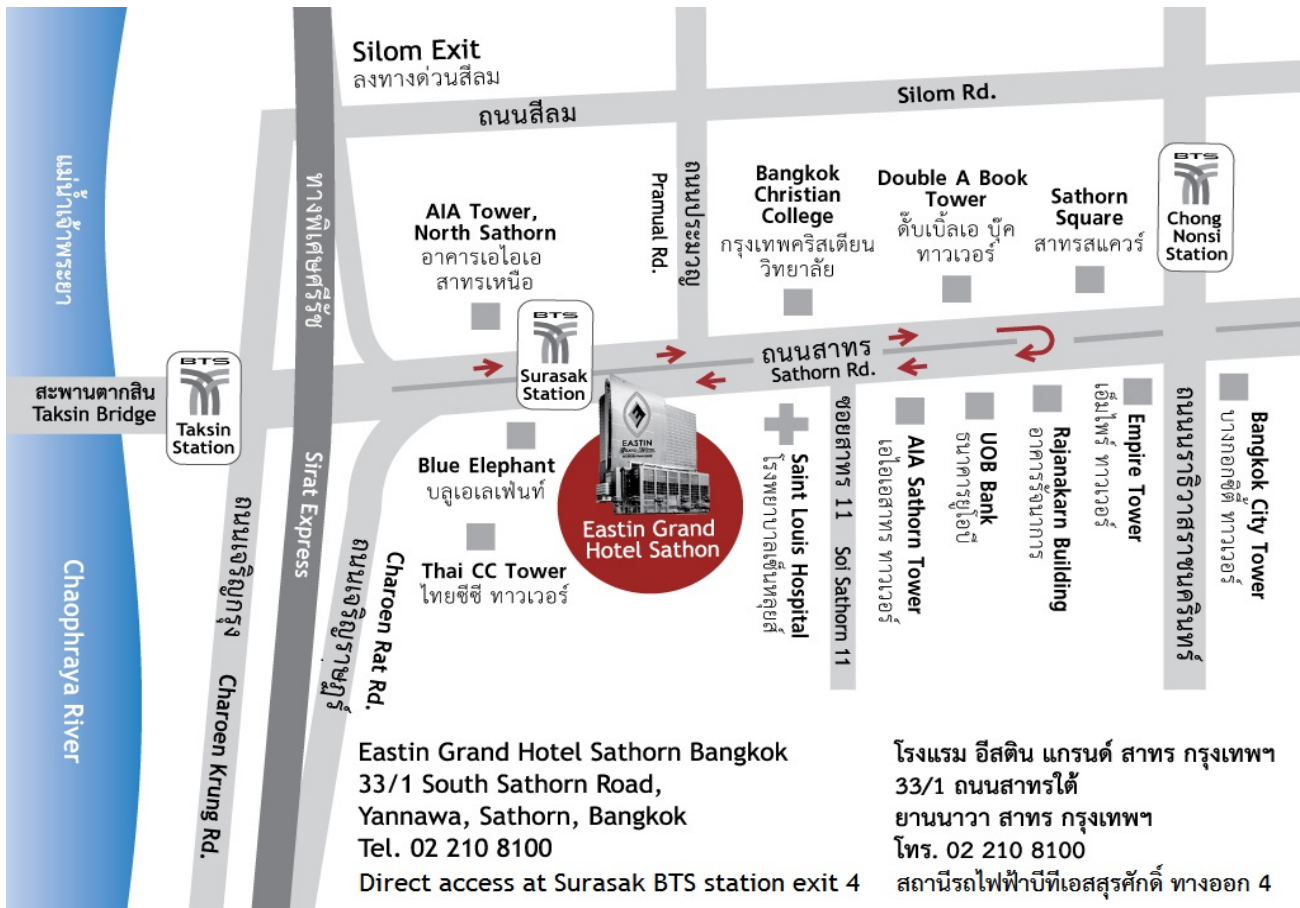 Silom Exit
ลงทางด่วนสีลม
ถนนสีลม
Silom Rd.
แม่น้ำเจ้าพระยา
Chaophraya River
ทางพิเศษศรีรัช
Sirat Express
AIA Tower,
North Sathorn
อาคารเอไอเอ
สาทรเหนือ
Pramual Rd.
ถนนประมวญ
Bangkok
Christian
College
กรุงเทพคริสเตียน
วิทยาลัย
Double A Book
Tower
ดั๊บเบิ้ลเอ บุ๊ค
ทาวเวอร์
Sathorn
Square
สาทรสแควร์
BTS
Chong
Nonsi
Station
BTS
Surasak
Station
ถนนสาทร
Sathorn Rd.
สะพานตากสิน
Taksin Bridge
BTS
Taksin
Station
Blue Elephant
บลูเอเลเฟ่นท์
Thai CC Tower
ไทยซีซี ทาวเวอร์
EASTIN
Eastin Grand
Hotel Sathon
Saint Louis Hospital
โรงพยาบาลเซ็นหลุยส์
ซอยสาทร 11 Soi Sathorn 11
AIA Sathorn Tower
เอไอเอสาทร ทาวเวอร์
UOB Bank
ธนาคารยูโอบี
Rajanakarn Building
อาคารรัจนาการ
Empire Tower
เอ็มไพร์ ทาวเวอร์
ถนนนราธิวาสราชนครินทร์
Bangkok City Tower
บางกอกซิตี้ ทาวเวอร์
ถนนเจริญกรุง
Charoen Krung Rd.
ถนนเจริญราษฎร์
Charoen Rat Rd.
Eastin Grand Hotel Sathorn Bangkok
33/1 South Sathorn Road,
Yannawa, Sathorn, Bangkok
Tel. 02 210 8100
Direct access at Surasak BTS station exit 4
โรงแรม อีสติน แกรนด์ สาทร กรุงเทพฯ
33/1 ถนนสาทรใต้
ยานนาวา สาทร กรุงเทพฯ
โทร. 02 210 8100
สถานีรถไฟฟ้าบีทีเอสสุรศักดิ์ ทางออก 4